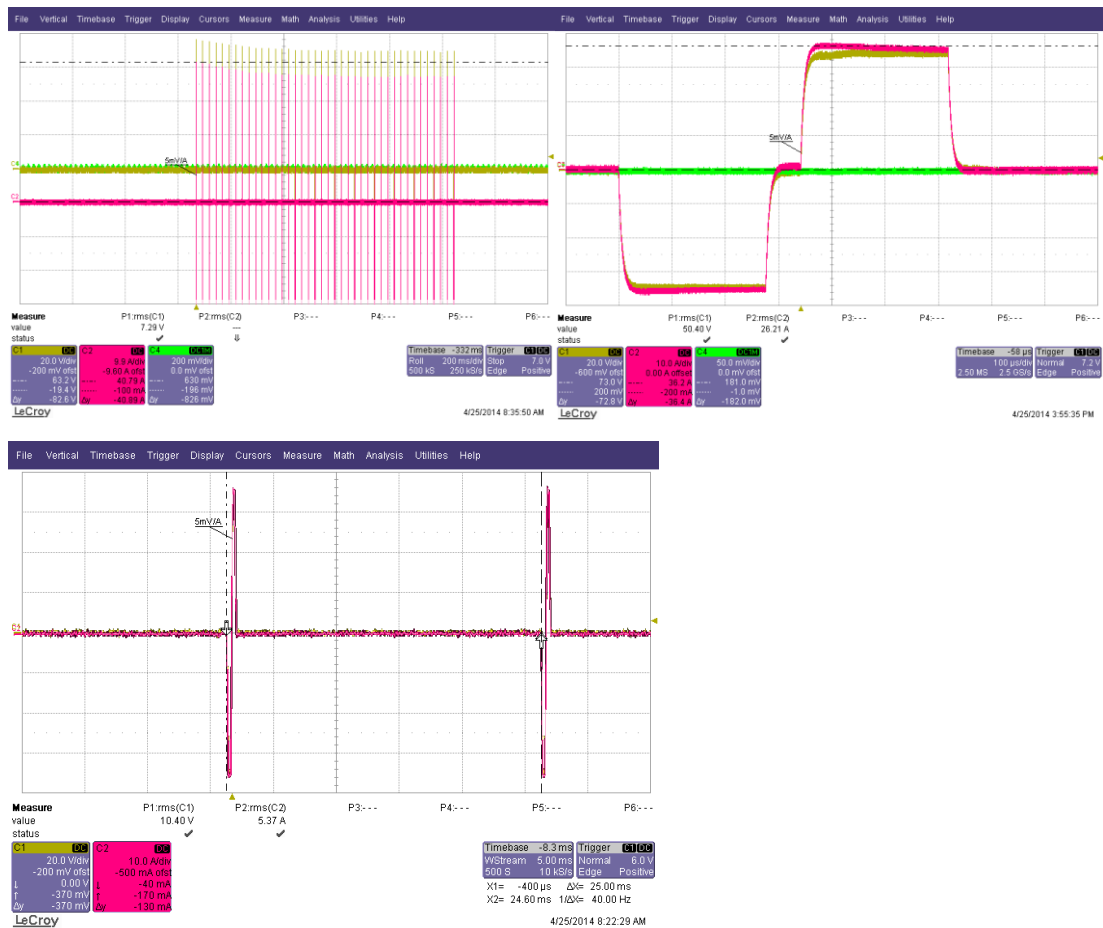 File Vertical Timebase Trigger Display Cursors Measure Math Analysis Utilities Help
5mV/A
C4
C2
Measure P1:rms(C1) P2:rms(C2) P3:- - - P4:- - - P5:- - - P6:- - -
value 7.29 V ---
status
C1 DC C2 DC C4 DC1M
20.0 V/div 9.9 A/div 200 mV/div
-200 mV ofst -9.60 A ofst 0.0 mV ofst
63.2 V 40.79 A 630 mV
-19.4 V -100 mA -196 mV
Δy -82.6 V Δy -40.89 A Δy -826 mV
Timebase -332 ms Trigger C1 DC
Roll 200 ms/div Stop 7.0 V
500 kS 250 kS/s Edge Positive
LeCroy
4/25/2014 8:35:50 AM
File Vertical Timebase Trigger Display Cursors Measure Math Analysis Utilities Help
5mV/A
Measure P1:rms(C1) P2:rms(C2) P3:- - - P4:- - - P5:- - - P6:- - -
value 50.40 V 26.21 A
status
C1 DC C2 DC C4 DC1M
20.0 V/div 10.0 A/div 50.0 mV/div
-600 mV ofst 0.00 A offset 0.0 mV ofst
73.0 V 36.2 A 181.0 mV
200 mV -200 mA -1.0 mV
Δy -72.8 V Δy -36.4 A Δy -182.0 mV
Timebase -58 µs Trigger C1 DC
100 µs/div Normal 7.2 V
2.50 MS 2.5 GS/s Edge Positive
LeCroy
4/25/2014 3:55:35 PM
File Vertical Timebase Trigger Display Cursors Measure Math Analysis Utilities Help
5mV/A
C2
Measure P1:rms(C1) P2:rms(C2) P3:- - - P4:- - - P5:- - - P6:- - -
value 10.40 V 5.37 A
status
C1 DC C2 DC
20.0 V/div 10.0 A/div
-200 mV ofst -500 mA ofst
0.00 V -40 mA
-370 mV -170 mA
Δy -370 mV Δy -130 mA
Timebase -8.3 ms Trigger C1 DC
WStream 5.00 ms Normal 6.0 V
500 S 10 kS/s Edge Positive
X1= -400 µs ΔX= 25.00 ms
X2= 24.60 ms 1/ΔX= 40.00 Hz
LeCroy
4/25/2014 8:22:29 AM